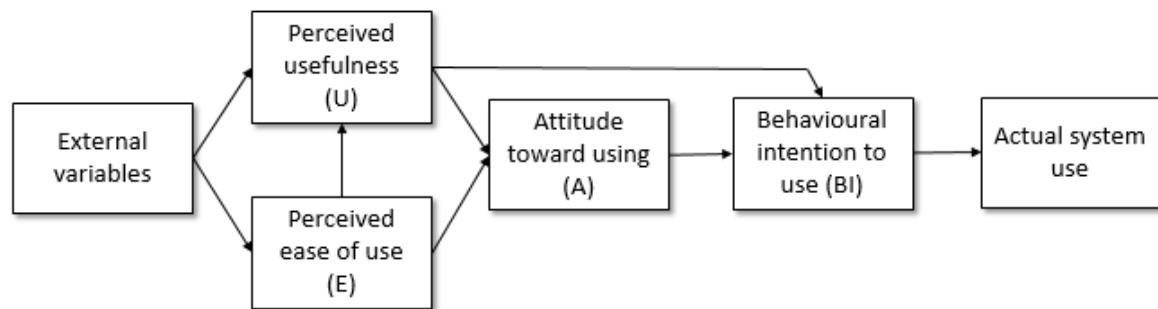 External
variables
Perceived
usefulness
(U)
Perceived
ease of use
(E)
Attitude
toward using
(A)
Behavioural
intention to
use (BI)
Actual system
use